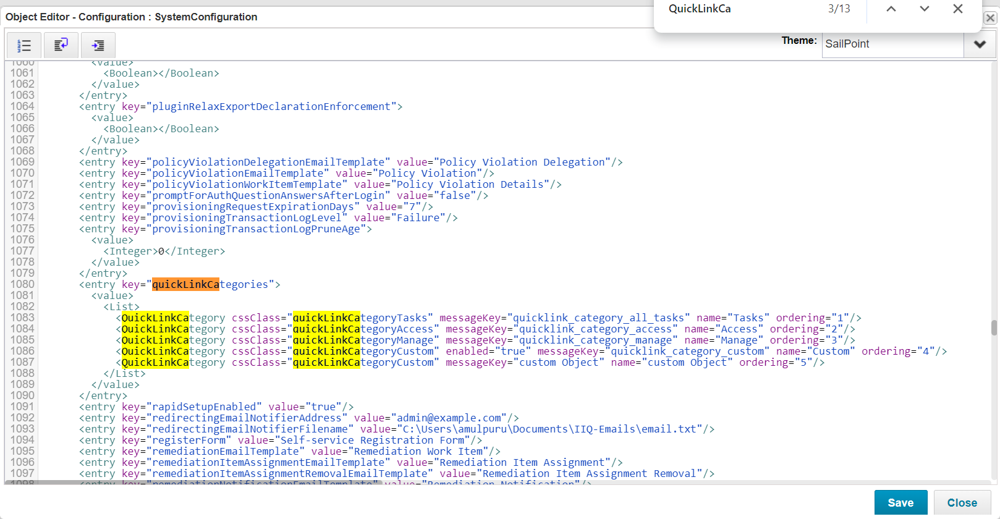 QuickLinkCa 3/13
Object Editor - Configuration : SystemConfiguration
Theme: SailPoint
1060 <value>
1061 <Boolean></Boolean>
1062 </value>
1063 </entry>
1064 <entry key="pluginRelaxExportDeclarationEnforcement">
1065 <value>
1066 <Boolean></Boolean>
1067 </value>
1068 </entry>
1069 <entry key="policyViolationDelegationEmailTemplate" value="Policy Violation Delegation"/>
1070 <entry key="policyViolationEmailTemplate" value="Policy Violation"/>
1071 <entry key="policyViolationWorkItemTemplate" value="Policy Violation Details"/>
1072 <entry key="promptForAuthQuestionAnswersAfterLogin" value="false"/>
1073 <entry key="provisioningRequestExpirationDays" value="7"/>
1074 <entry key="provisioningTransactionLogLevel" value="Failure"/>
1075 <entry key="provisioningTransactionLogPruneAge">
1076 <value>
1077 <Integer>0</Integer>
1078 </value>
1079 </entry>
1080 <entry key="quickLinkCategories">
1081 <value>
1082 <List>
1083 <QuickLinkCategory cssClass="quickLinkCategoryTasks" messageKey="quicklink_category_all_tasks" name="Tasks" ordering="1"/>
1084 <QuickLinkCategory cssClass="quickLinkCategoryAccess" messageKey="quicklink_category_access" name="Access" ordering="2"/>
1085 <QuickLinkCategory cssClass="quickLinkCategoryManage" messageKey="quicklink_category_manage" name="Manage" ordering="3"/>
1086 <QuickLinkCategory cssClass="quickLinkCategoryCustom" enabled="true" messageKey="quicklink_category_custom" name="Custom" ordering="4"/>
1087 <QuickLinkCategory cssClass="quickLinkCategoryCustom" messageKey="custom Object" name="custom Object" ordering="5"/>
1088 </List>
1089 </value>
1090 </entry>
1091 <entry key="rapidSetupEnabled" value="true"/>
1092 <entry key="redirectingEmailNotifierAddress" value="admin@example.com"/>
1093 <entry key="redirectingEmailNotifierFilename" value="C:\Users\amulpuru\Documents\IIQ-Emails\email.txt"/>
1094 <entry key="registerForm" value="Self-service Registration Form"/>
1095 <entry key="remediationEmailTemplate" value="Remediation Work Item"/>
1096 <entry key="remediationItemAssignmentEmailTemplate" value="Remediation Item Assignment"/>
1097 <entry key="remediationItemAssignmentRemovalEmailTemplate" value="Remediation Item Assignment Removal"/>
1098 <entry key="remediationNotificationEmailTemplate" value="Remediation Notification"/>
Save Close